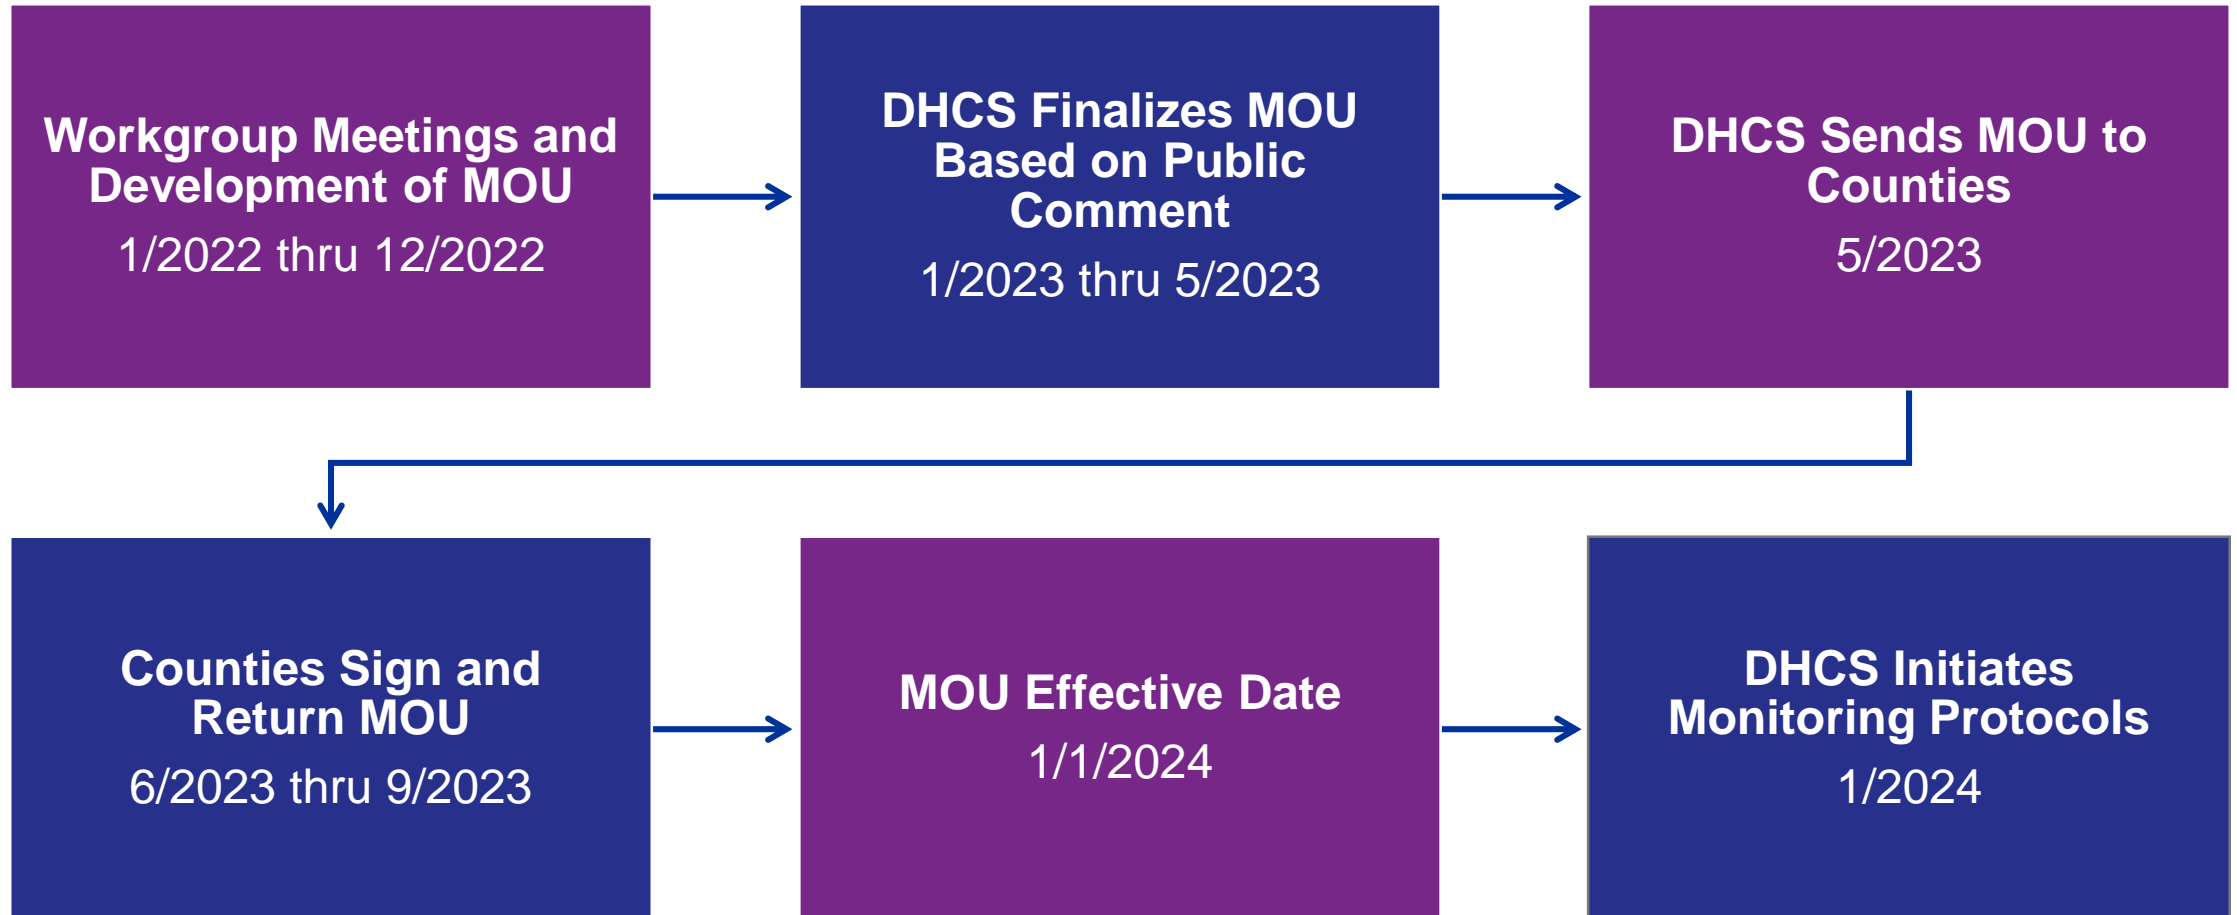 Workgroup Meetings and
Development of MOU
1/2022 thru 12/2022
DHCS Finalizes MOU
Based on Public
Comment
1/2023 thru 5/2023
DHCS Sends MOU to
Counties
5/2023
Counties Sign and
Return MOU
6/2023 thru 9/2023
MOU Effective Date
1/1/2024
DHCS Initiates
Monitoring Protocols
1/2024